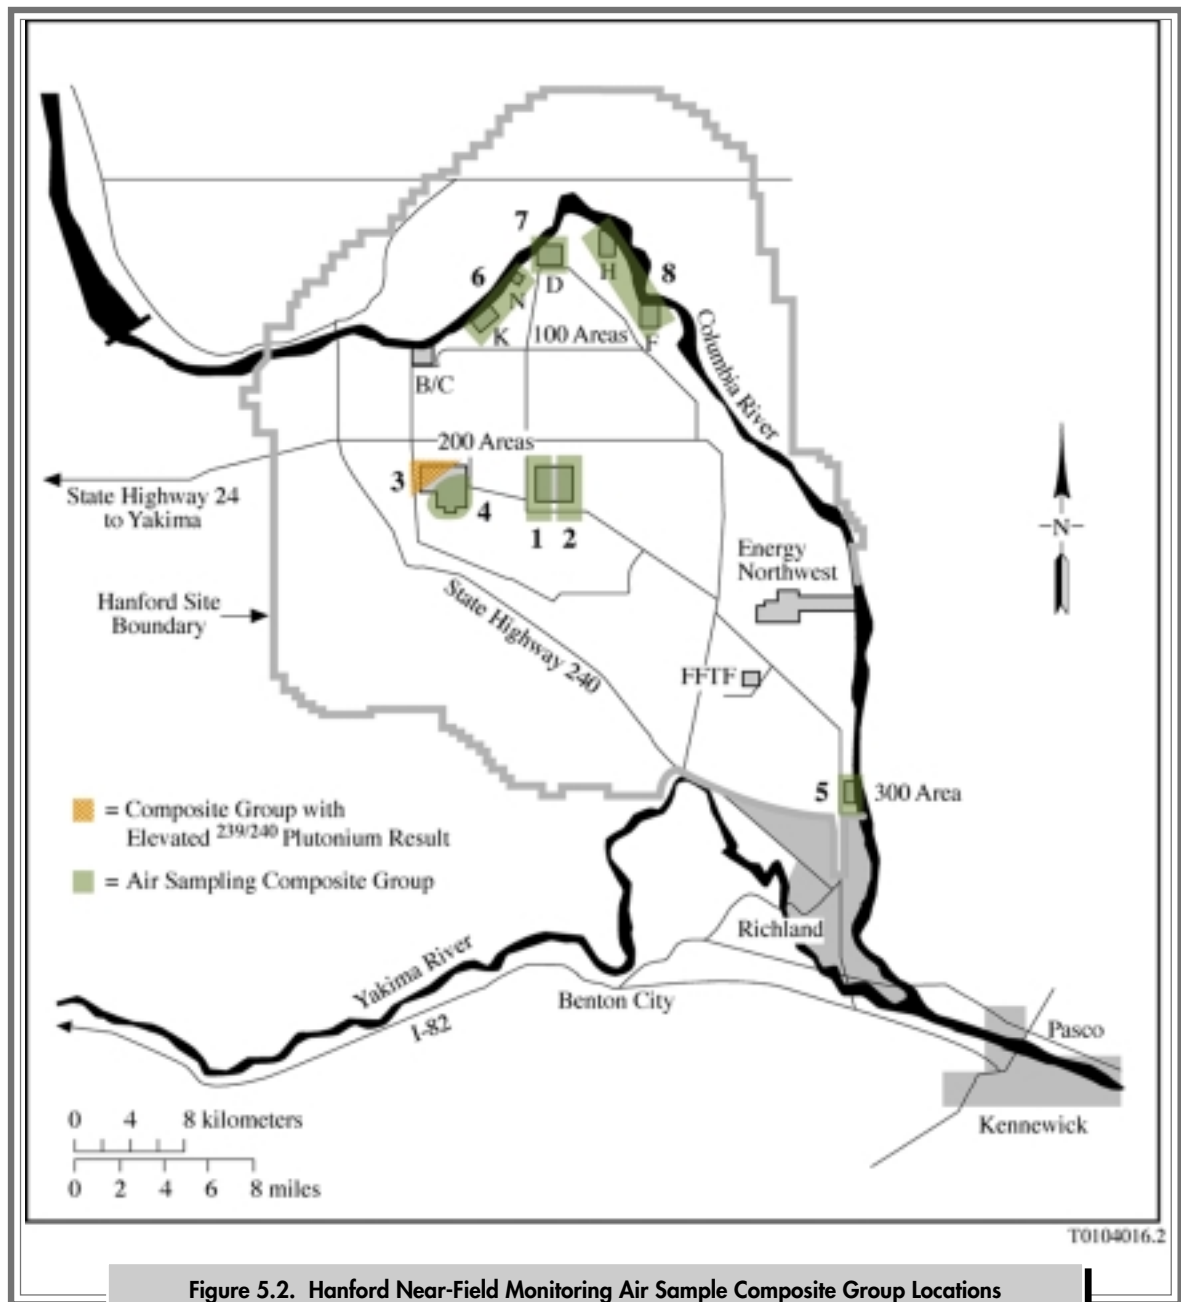 7
6
8
H
D
N
K
100 Areas
F
Columbia River
B/C
200 Areas
3
4
1 2
State Highway 24
to Yakima
Energy
Northwest
-N-
Hanford Site
Boundary
State Highway 240
FFTF
5
300 Area
= Composite Group with
Elevated 239/240 Plutonium Result
= Air Sampling Composite Group
Richland
Yakima River
Benton City
I-82
Pasco
Kennewick
0 4 8 kilometers
0 2 4 6 8 miles
T0104016.2
Figure 5.2. Hanford Near-Field Monitoring Air Sample Composite Group Locations